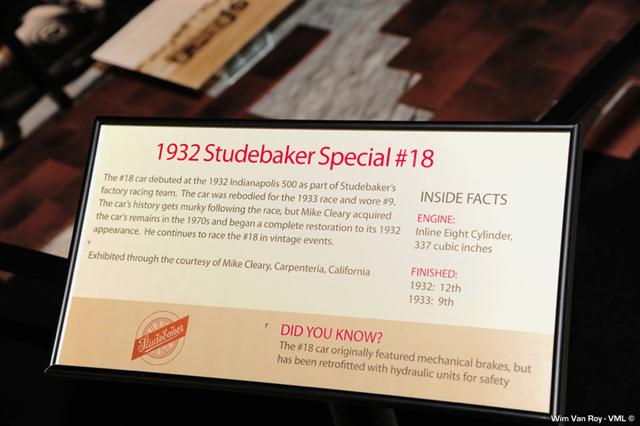 1932 Studebaker Special #18
The #18 car debuted at the 1932 Indianapolis 500 as part of Studebaker's
factory racing team. The car was rebodied for the 1933 race and wore #9.
The car's history gets murky following the race, but Mike Cleary acquired
the car's remains in the 1970s and began a complete restoration to its 1932
appearance. He continues to race the #18 in vintage events.
Exhibited through the courtesy of Mike Cleary, Carpenteria, California
INSIDE FACTS
ENGINE:
Inline Eight Cylinder,
337 cubic inches
FINISHED:
1932: 12th
1933: 9th
Studebaker
DID YOU KNOW?
The #18 car originally featured mechanical brakes, but
has been retrofitted with hydraulic units for safety
Wim Van Roy - VML ©